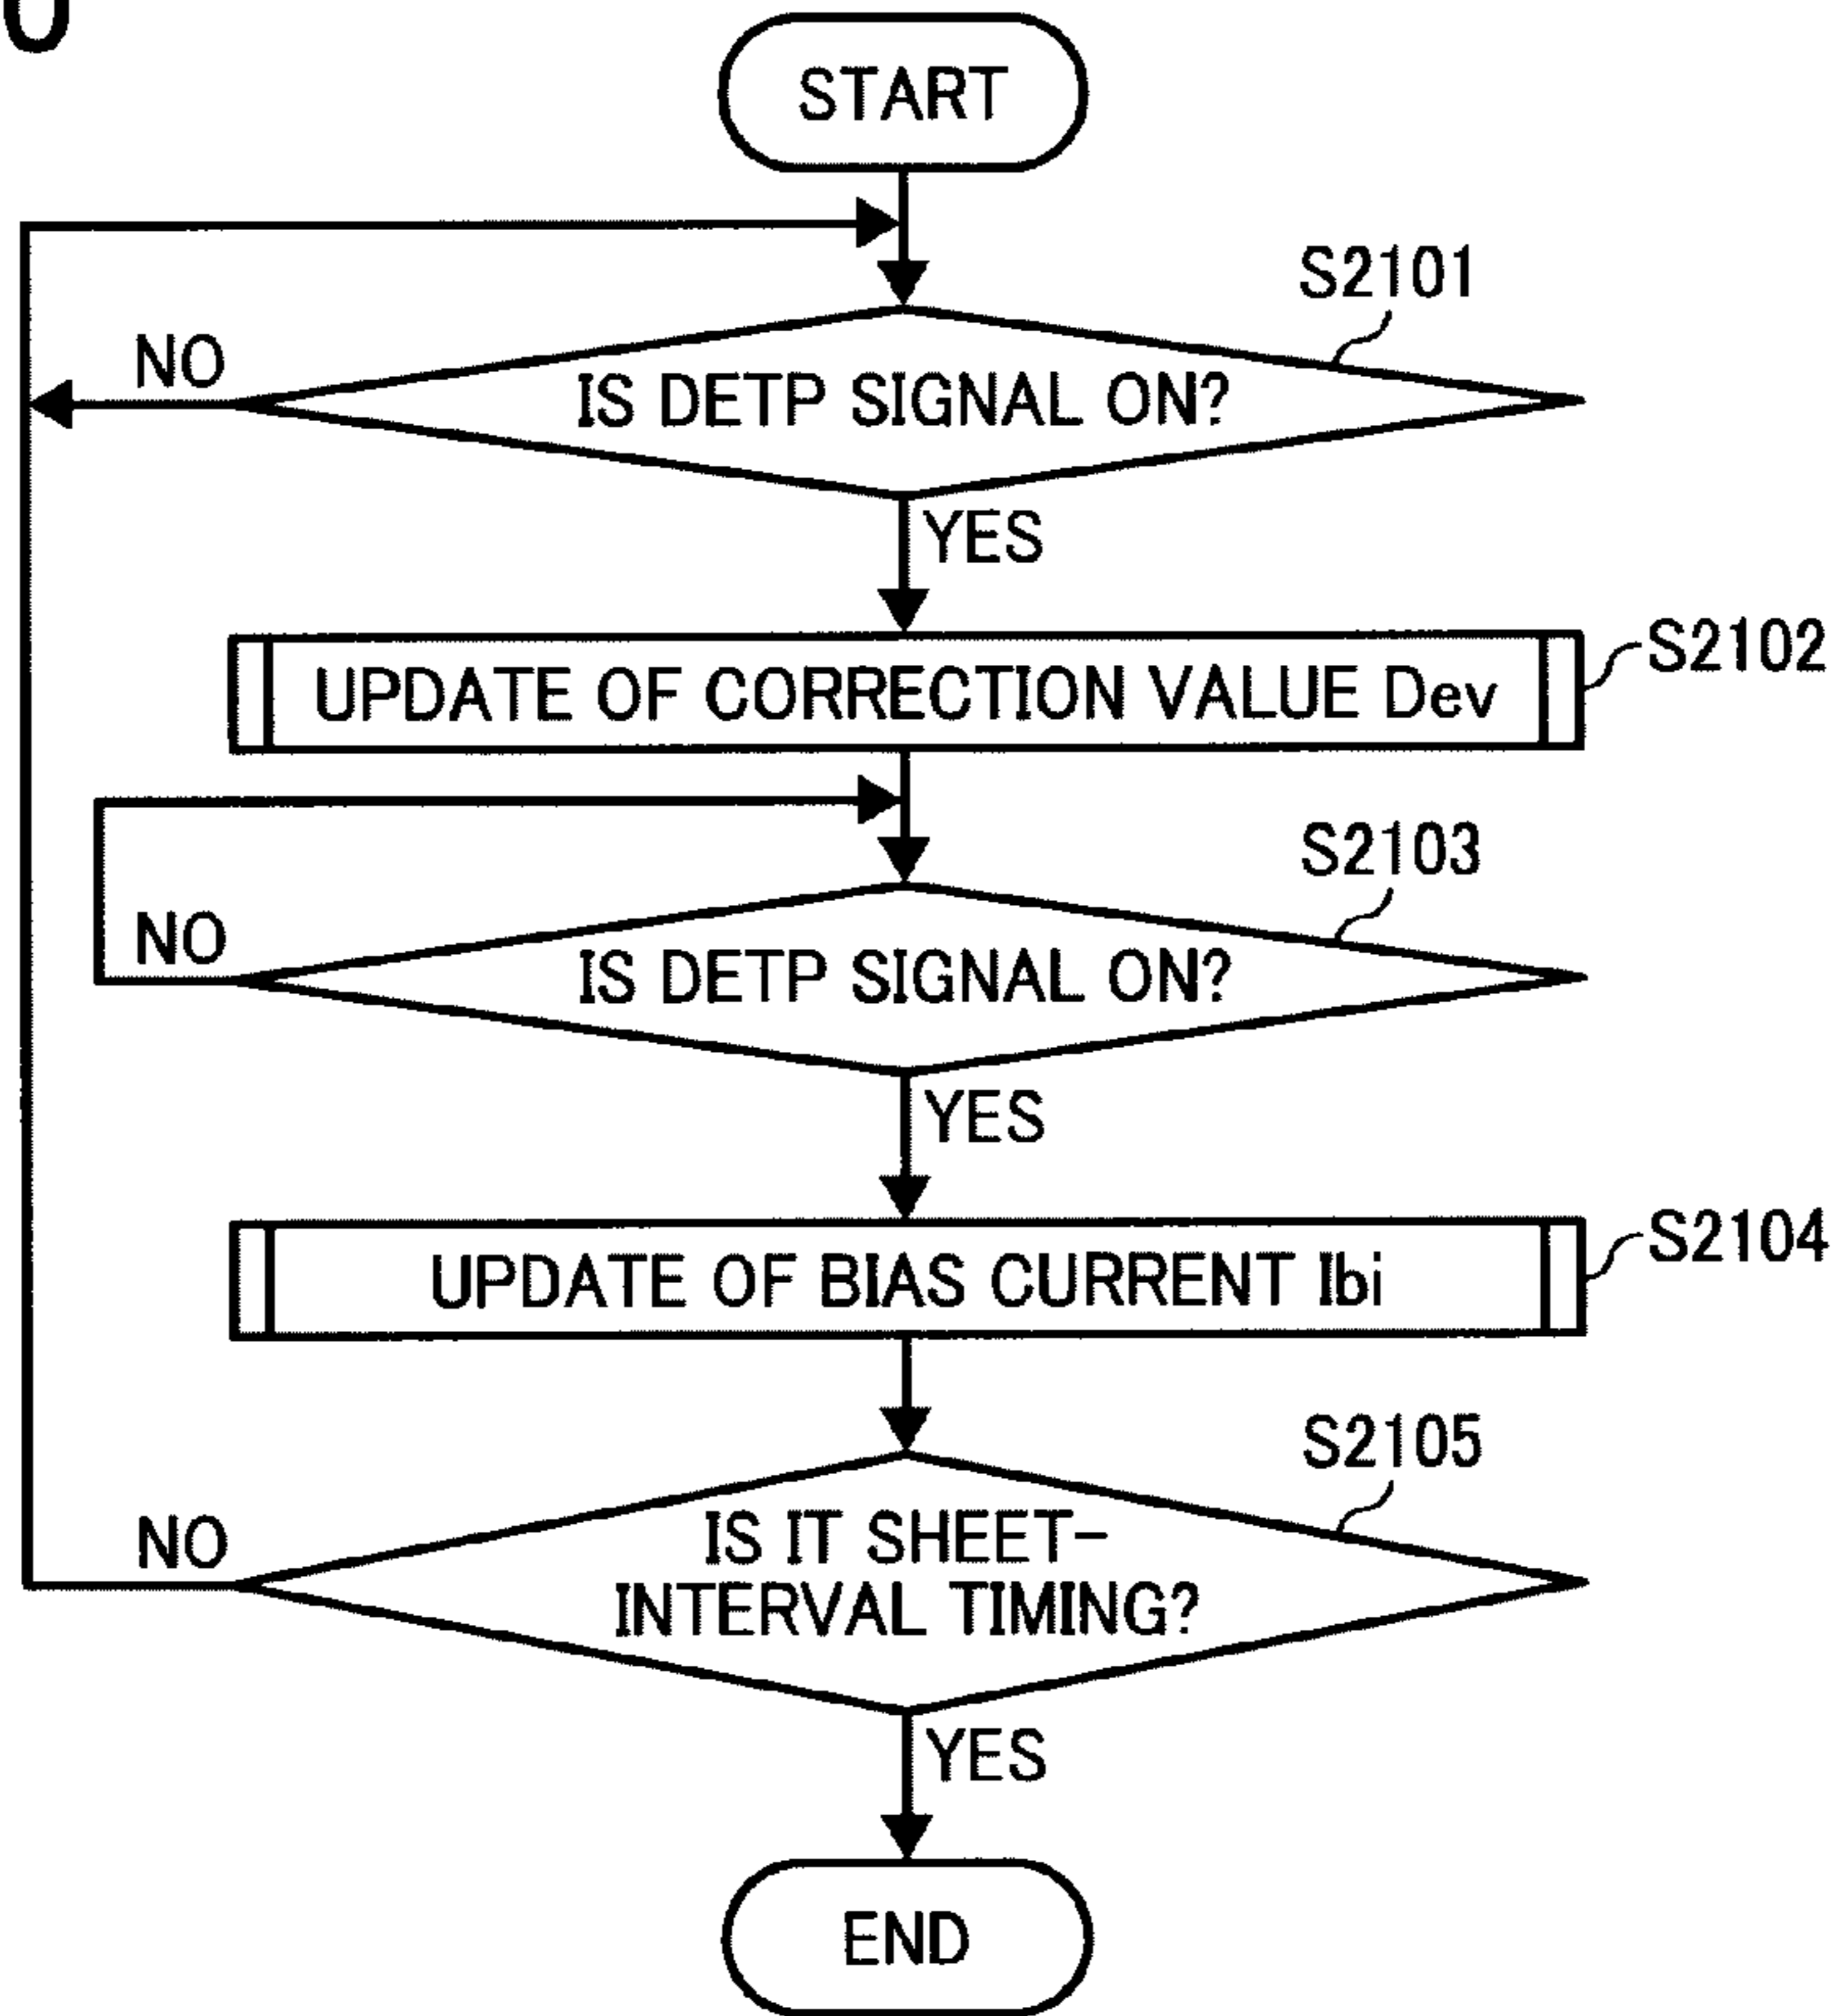 START
S2101
NO
IS DETP SIGNAL ON?
YES
UPDATE OF CORRECTION VALUE Dev
S2102
S2103
NO
IS DETP SIGNAL ON?
YES
UPDATE OF BIAS CURRENT Ibi
S2104
S2105
NO
IS IT SHEET-
INTERVAL TIMING?
YES
END